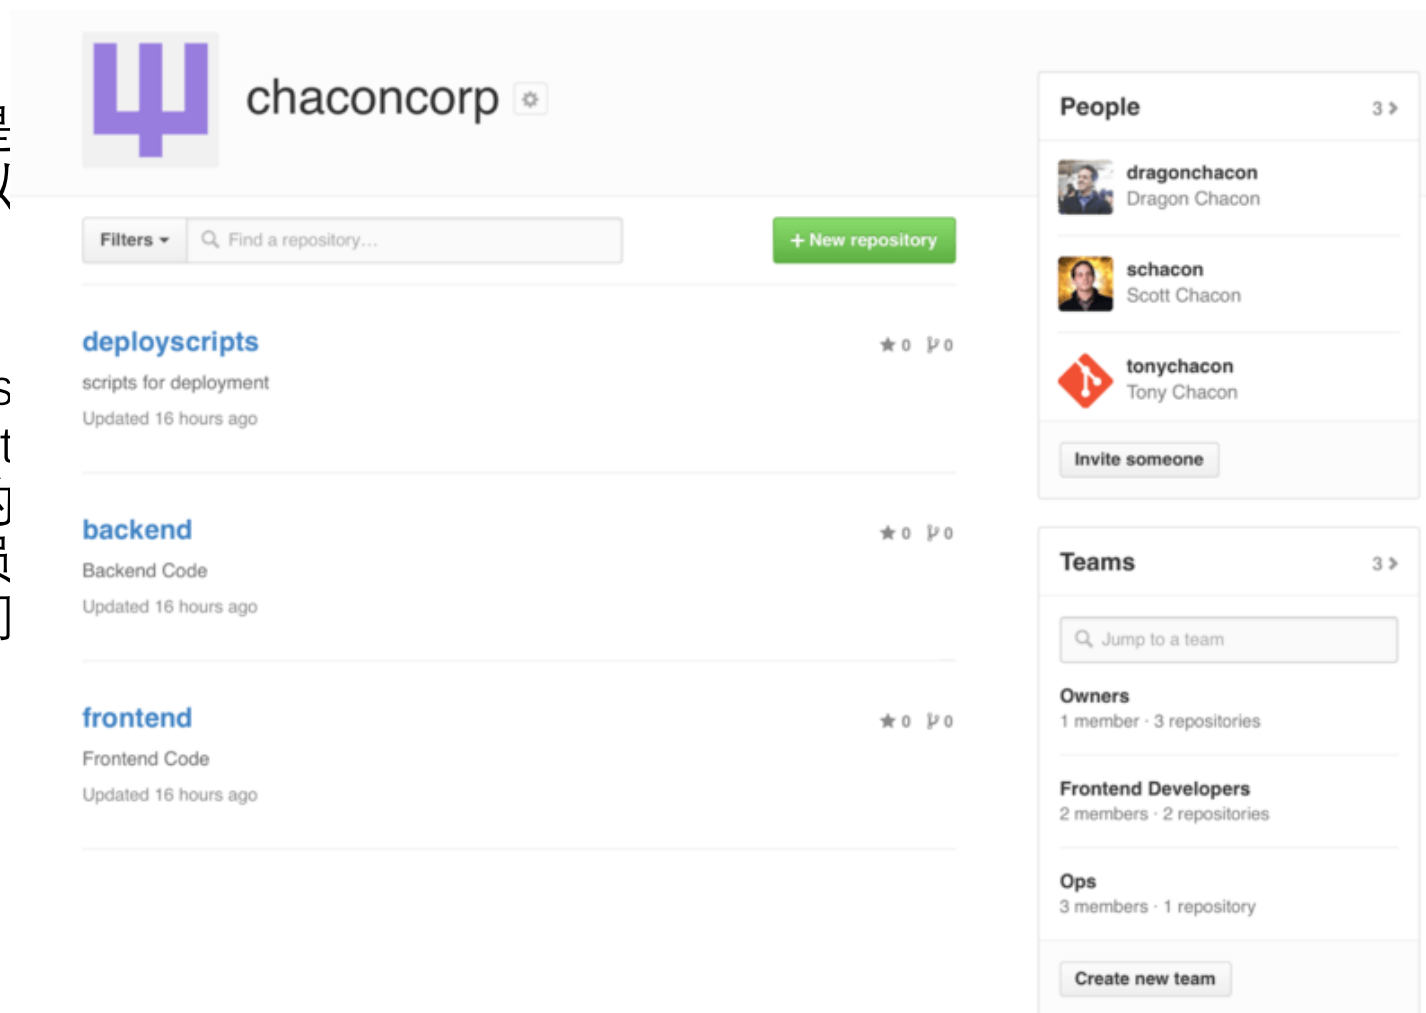 chaconcorp
Filters
Find a repository...
+ New repository
deployscripts
0 0
scripts for deployment
Updated 16 hours ago
backend
0 0
Backend Code
Updated 16 hours ago
frontend
0 0
Frontend Code
Updated 16 hours ago
People 3
dragonchacon
Dragon Chacon
schacon
Scott Chacon
tonychacon
Tony Chacon
Invite someone
Teams 3
Jump to a team
Owners
1 member · 3 repositories
Frontend Developers
2 members · 2 repositories
Ops
3 members · 1 repository
Create new team